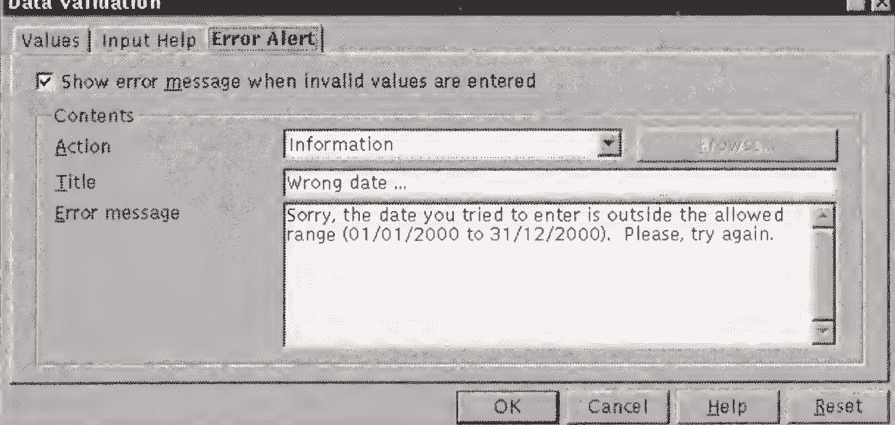 Data Validation
Values Input Help Error Alert
Show error message when invalid values are entered
Contents
Action Information Browse...
Title Wrong date ...
Error message Sorry, the date you tried to enter is outside the allowed
range (01/01/2000 to 31/12/2000). Please, try again.
OK Cancel Help Reset